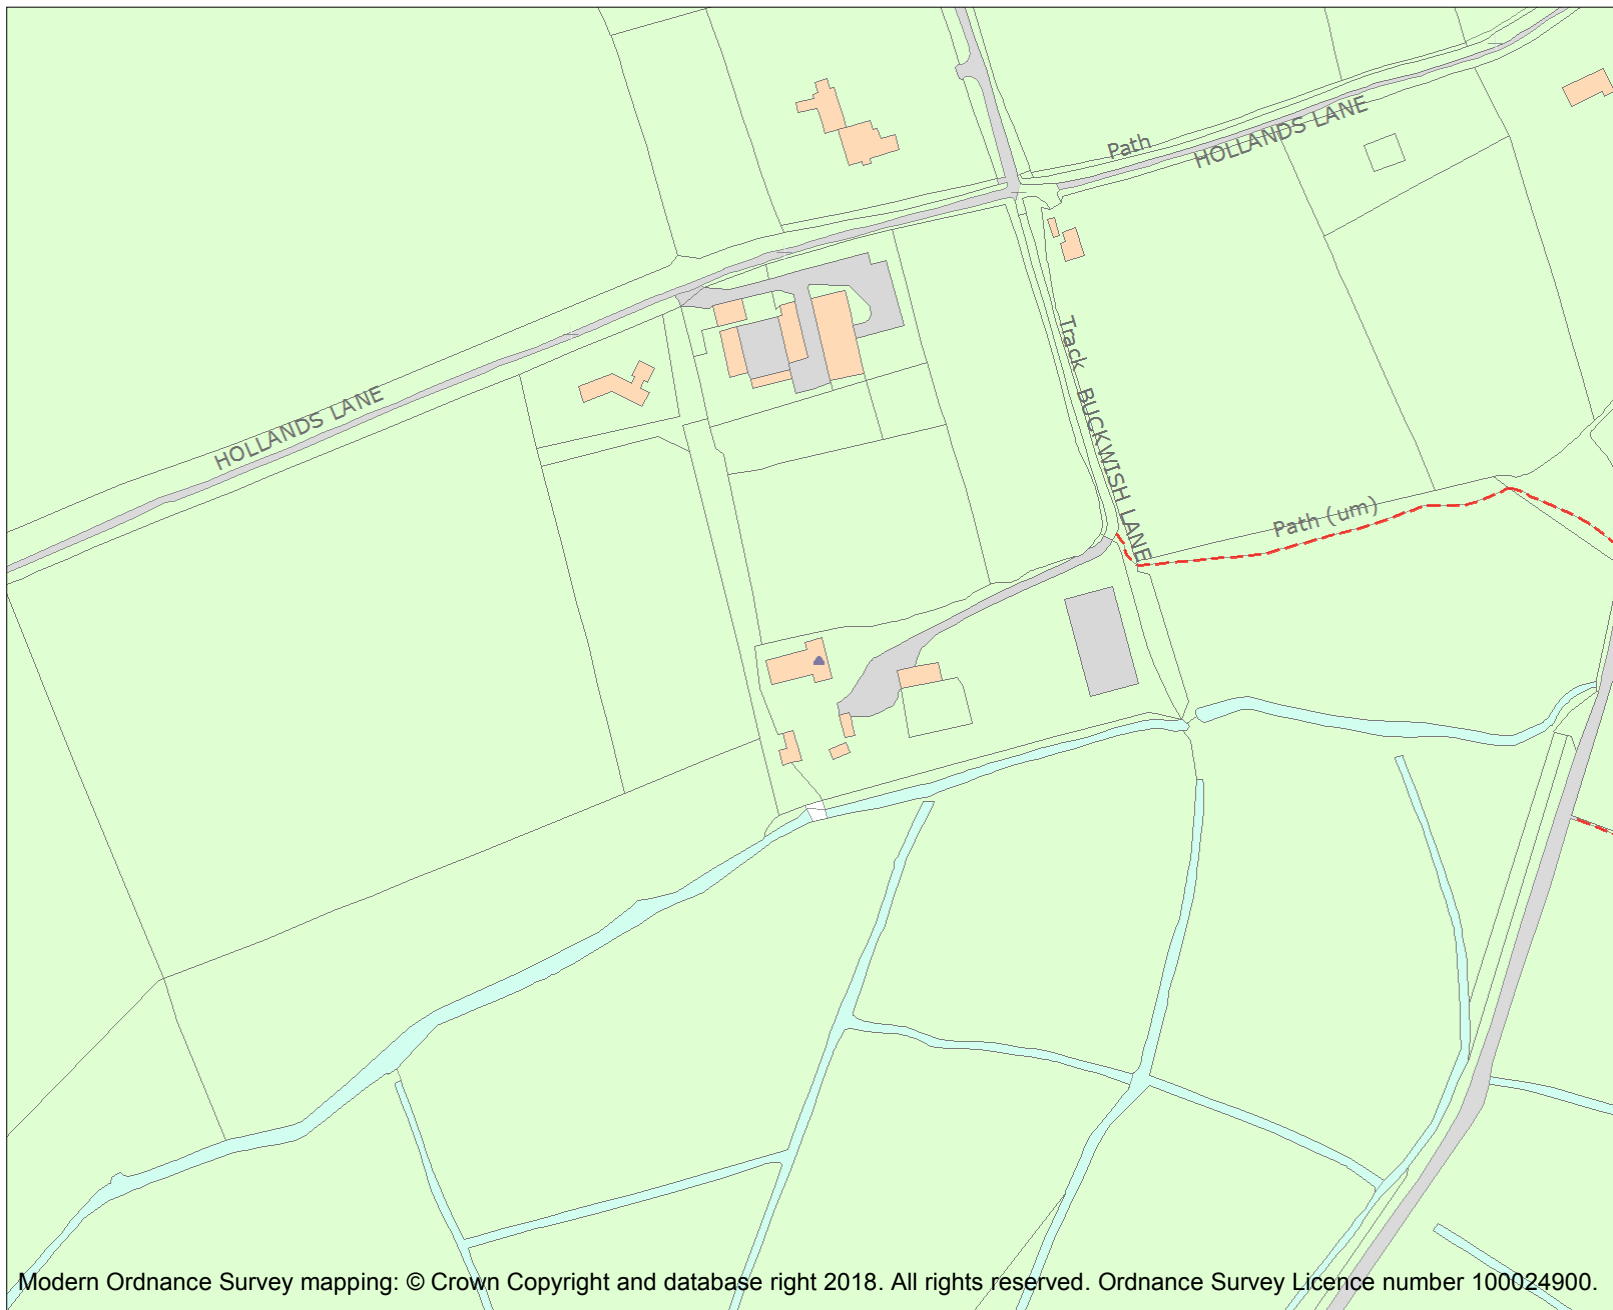 Path
HOLLANDS LANE
Track
BUCKWISH LANE
HOLLANDS LANE
Path (um)
Modern Ordnance Survey mapping: © Crown Copyright and database right 2018. All rights reserved. Ordnance Survey Licence number 100024900.